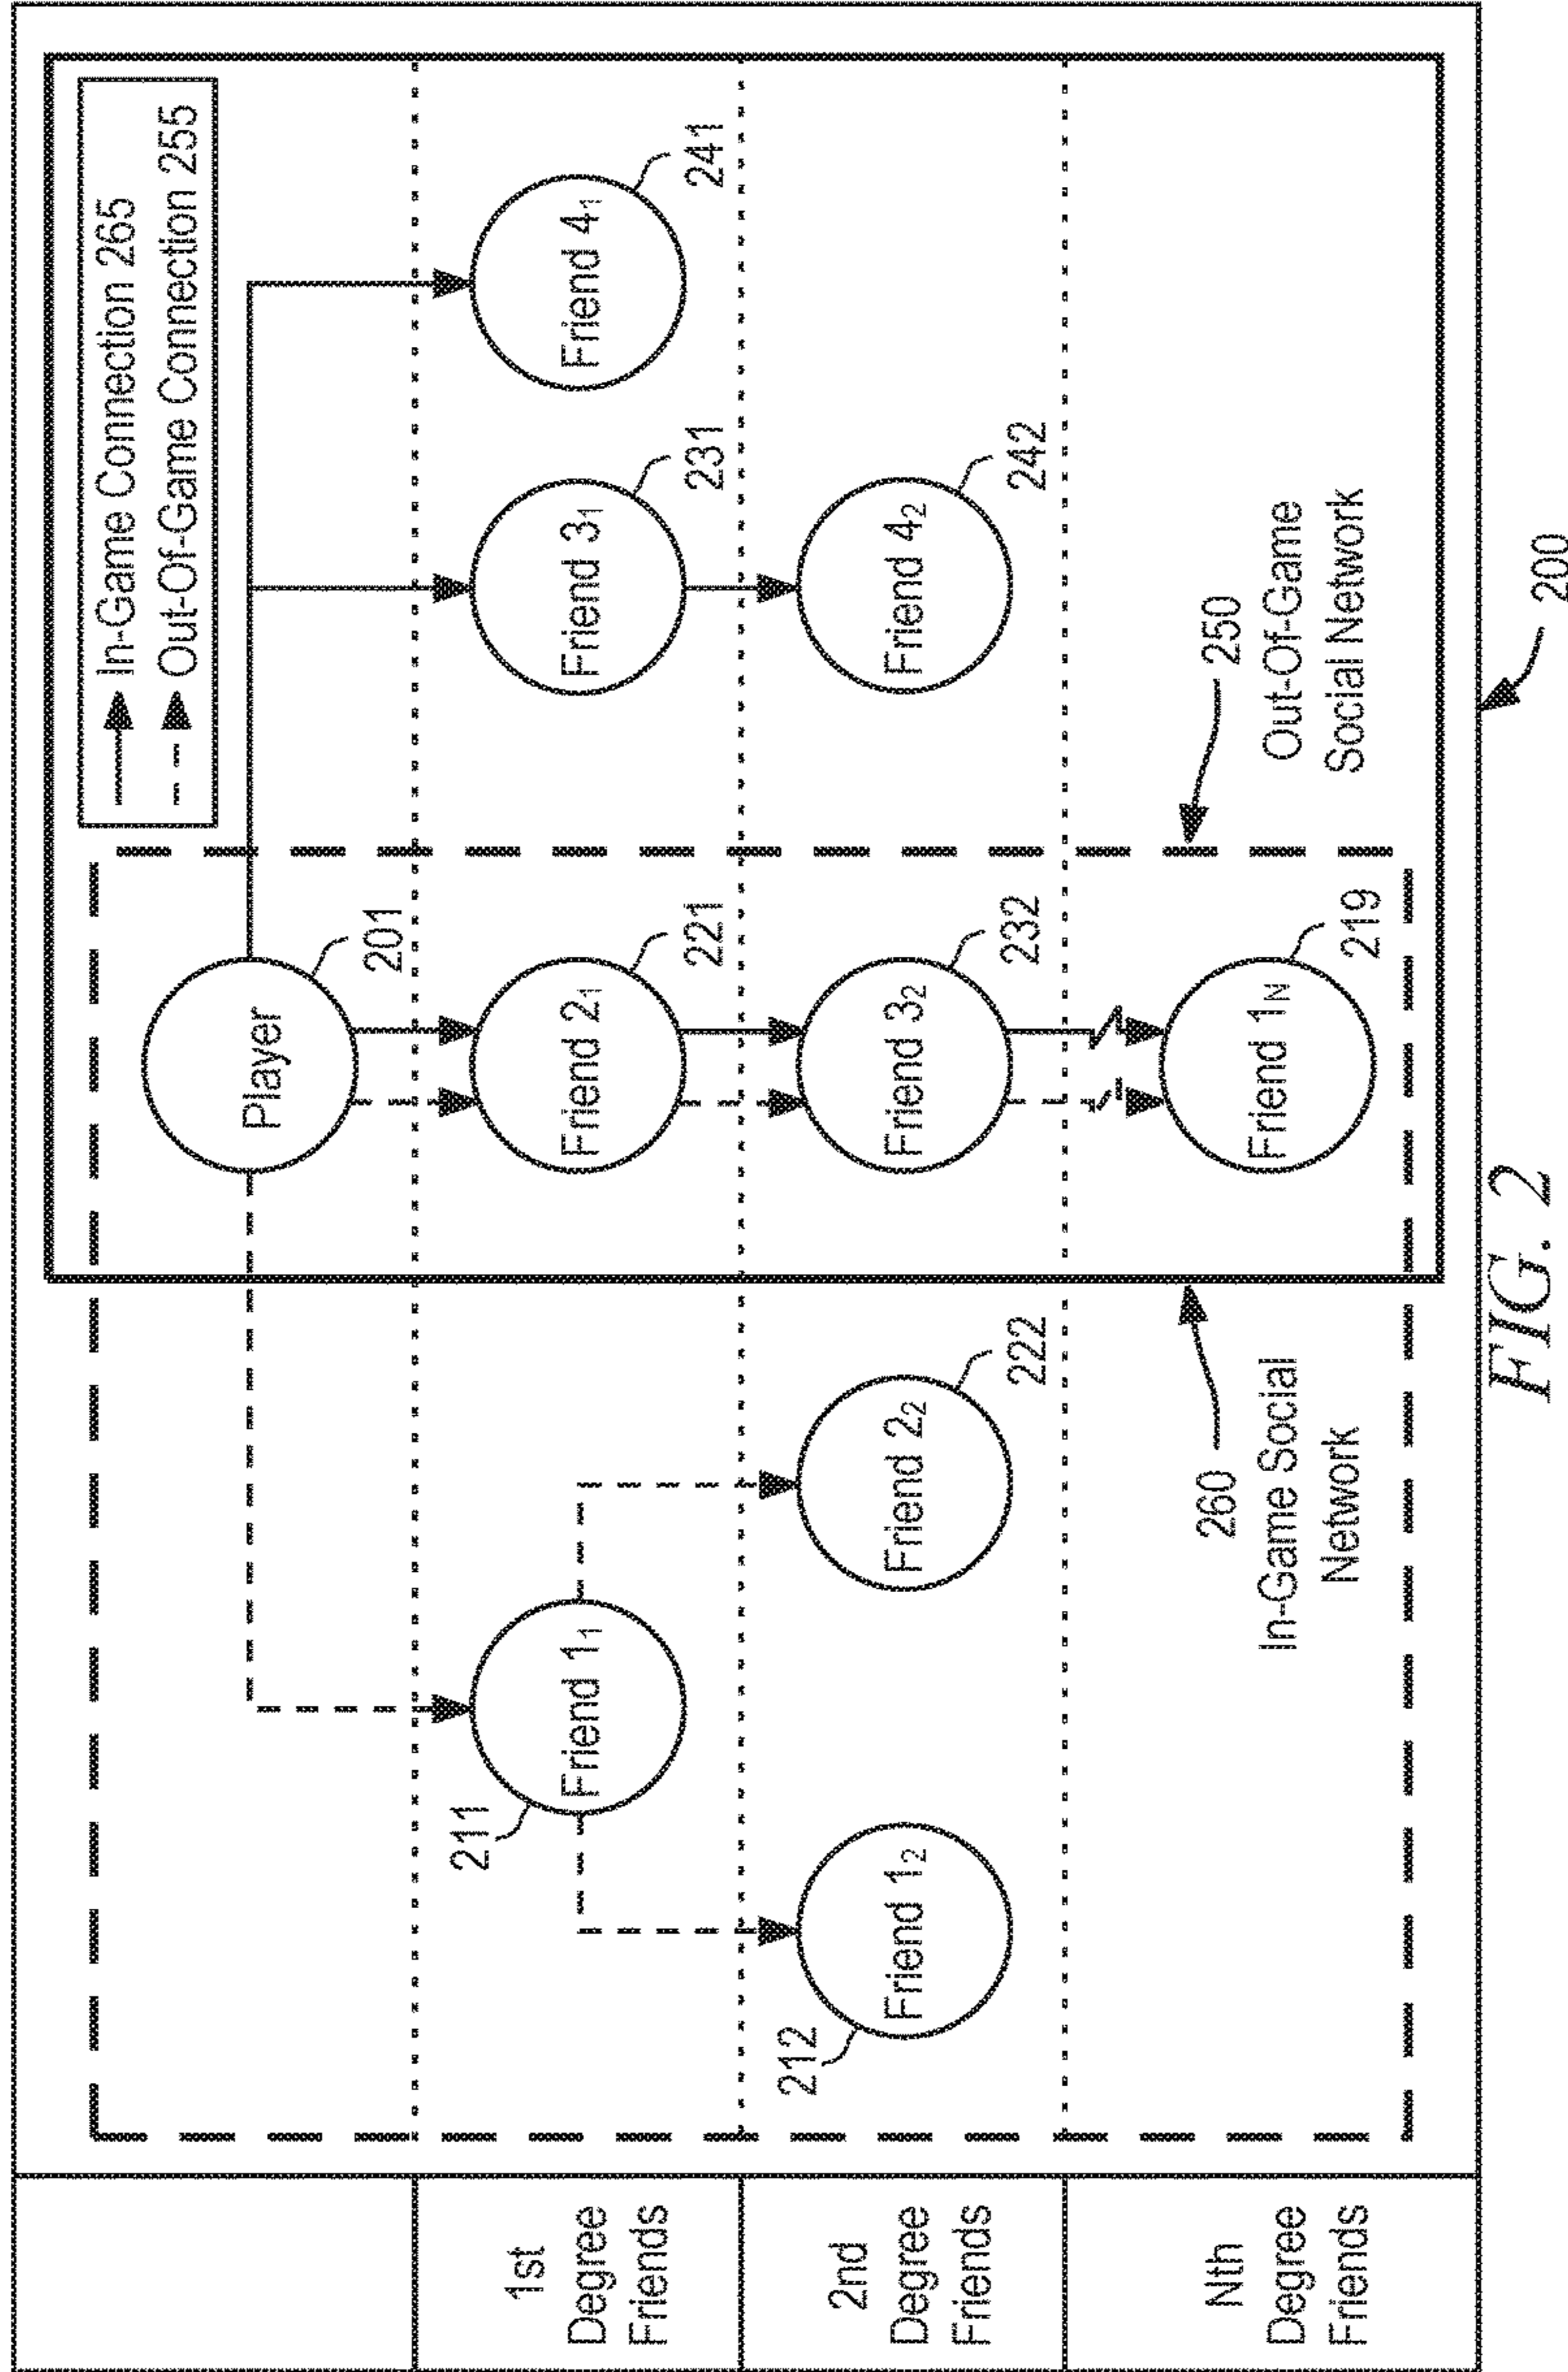 In-Game Connection 265
Out-Of-Game Connection 255
Player
201
1st
Degree
Friends
211
Friend 1₁
Friend 2₁
221
Friend 3₁
231
Friend 4₁
241
2nd
Degree
Friends
212
Friend 1₂
Friend 2₂
222
Friend 3₂
232
Friend 4₂
242
Nth
Degree
Friends
260
In-Game Social
Network
Friend 1N
219
250
Out-Of-Game
Social Network
200
FIG. 2